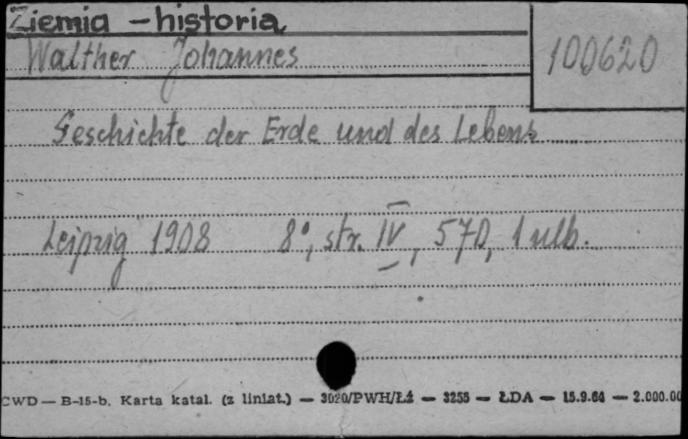 Ziemia - historia
Walther Johannes
100620
Geschichte der Erde und des Lebens
Leipzig 1908 8°, str. IV, 570, 1 ulb.
CWD — B-15-b. Karta katal. (z liniat.) — 3020/PWH/Łź — 3255 — ŁDA — 15.9.64 — 2.000.00